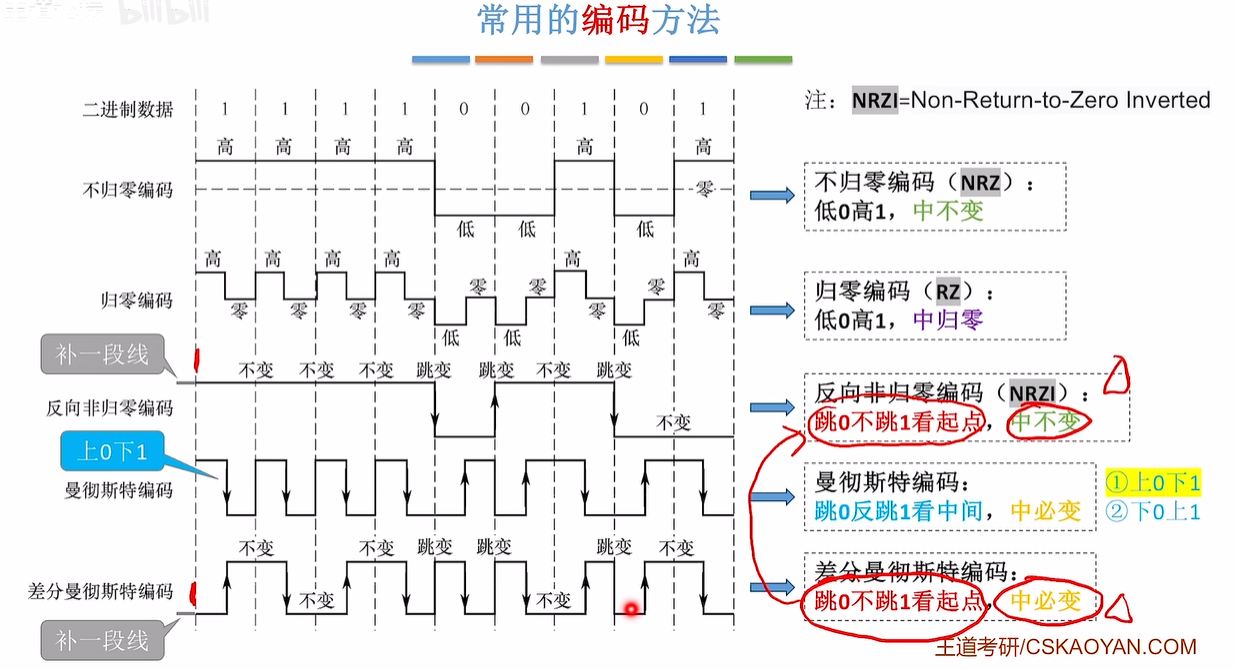 bilibili
常用的编码方法
二进制数据 1 1 1 1 0 0 1 0 1
注：NRZI=Non-Return-to-Zero Inverted
高 高 高 高 高 高
不归零编码
零
低 低 低
不归零编码（NRZ）：
低0高1，中不变
高 高 高 高 高 高
零 零
零
归零编码
零 零 零 零 零 零
低 低 低
归零编码（RZ）：
低0高1，中归零
补一段线
不变 不变 不变 跳变 跳变 不变 跳变
反向非归零编码
不变
反向非归零编码（NRZI）：
跳0不跳1看起点，中不变
上0下1
曼彻斯特编码
曼彻斯特编码：
跳0反跳1看中间，中必变
①上0下1
②下0上1
不变 不变 跳变 跳变 跳变 不变
差分曼彻斯特编码
不变 不变
差分曼彻斯特编码：
跳0不跳1看起点，中必变
补一段线
王道考研/CSKAOYAN.COM